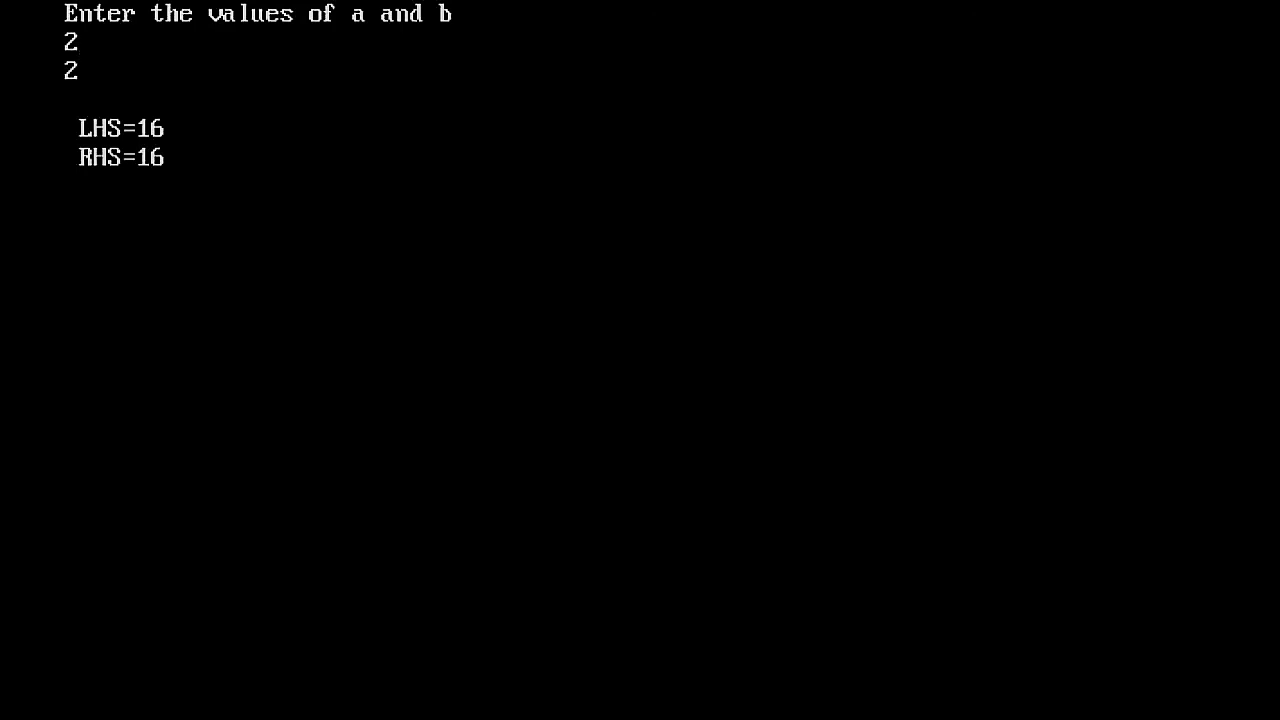 Enter the values of a and b
2
2
LHS=16
RHS=16